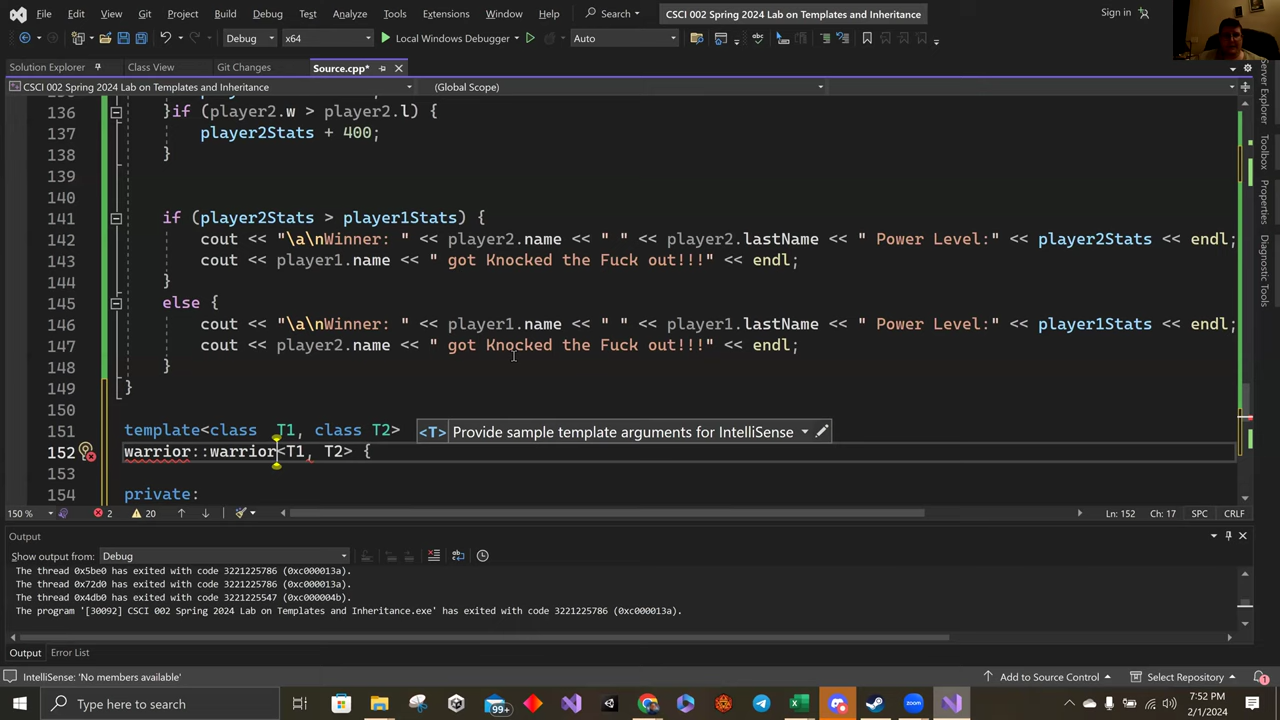 File Edit View Git Project Build Debug Test Analyze Tools Extensions Window Help Search CSCI 002 Spring 2024 Lab on Templates and Inheritance Sign in
Debug x64 Local Windows Debugger Auto
Solution Explorer Class View Git Changes Source.cpp*
CSCI 002 Spring 2024 Lab on Templates and Inheritance (Global Scope)
136 }if (player2.w > player2.l) {
137 player2Stats + 400;
138 }
139
140
141 if (player2Stats > player1Stats) {
142 cout << "\a\nWinner: " << player2.name << " " << player2.lastName << " Power Level:" << player2Stats << endl;
143 cout << player1.name << " got Knocked the Fuck out!!!" << endl;
144 }
145 else {
146 cout << "\a\nWinner: " << player1.name << " " << player1.lastName << " Power Level:" << player1Stats << endl;
147 cout << player2.name << " got Knocked the Fuck out!!!" << endl;
148 }
149 }
150
151 template<class T1, class T2> <T> Provide sample template arguments for IntelliSense
152 warrior::warrior<T1, T2> {
153
154 private:
150 % 2 20 Ln: 152 Ch: 17 SPC CRLF
Output
Show output from: Debug
The thread 0x5be0 has exited with code 3221225786 (0xc000013a).
The thread 0x72d0 has exited with code 3221225786 (0xc000013a).
The thread 0x4db0 has exited with code 3221225547 (0xc000004b).
The program '[30092] CSCI 002 Spring 2024 Lab on Templates and Inheritance.exe' has exited with code 3221225786 (0xc000013a).
Output Error List
IntelliSense: 'No members available' Add to Source Control Select Repository 1
Type here to search 99+ zoom 7:52 PM
2/1/2024
Server Explorer
Toolbox
Properties
Diagnostic Tools